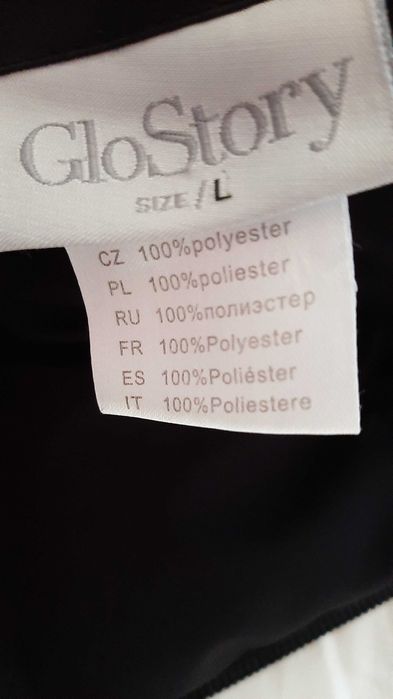 GloStory
SIZE/L
CZ 100%polyester
PL 100%poliester
RU 100%полиэстер
FR 100%Polyester
ES 100%Poliéster
IT 100%Poliestere